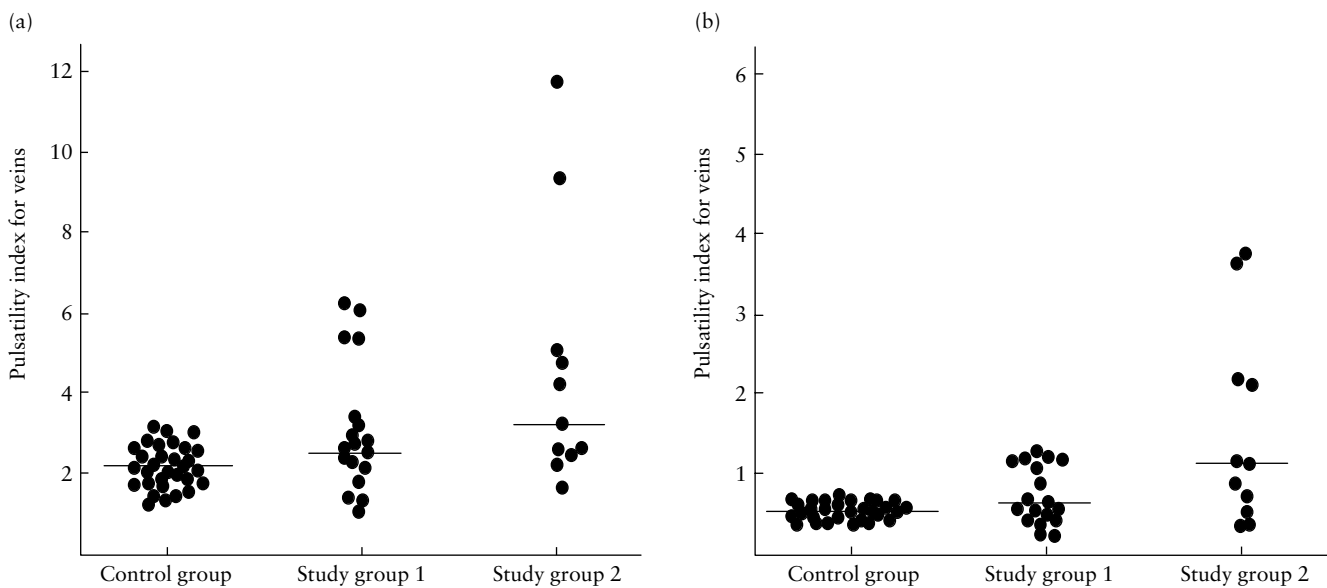 (a)
Pulsatility index for veins
12
10
8
6
4
2
Control group Study group 1 Study group 2
(b)
Pulsatility index for veins
6
5
4
3
2
1
Control group Study group 1 Study group 2